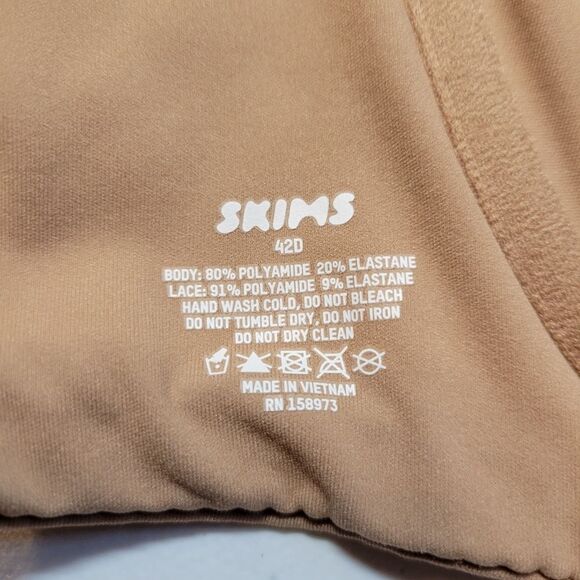 SKIMS
42D
BODY: 80% POLYAMIDE 20% ELASTANE
LACE: 91% POLYAMIDE 9% ELASTANE
HAND WASH COLD, DO NOT BLEACH
DO NOT TUMBLE DRY, DO NOT IRON
DO NOT DRY CLEAN
MADE IN VIETNAM
RN 158973